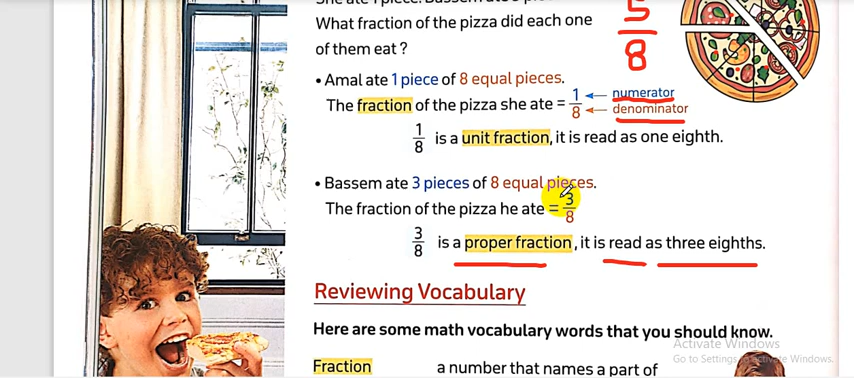 What fraction of the pizza did each one
of them eat ?
5
8
• Amal ate 1 piece of 8 equal pieces.
The fraction of the pizza she ate = 1/8 ← numerator
← denominator
1/8 is a unit fraction, it is read as one eighth.
• Bassem ate 3 pieces of 8 equal pieces.
The fraction of the pizza he ate = 3/8
3/8 is a proper fraction, it is read as three eighths.
Reviewing Vocabulary
Here are some math vocabulary words that you should know.
Activate Windows
Go to Settings to activate Windows.
Fraction a number that names a part of